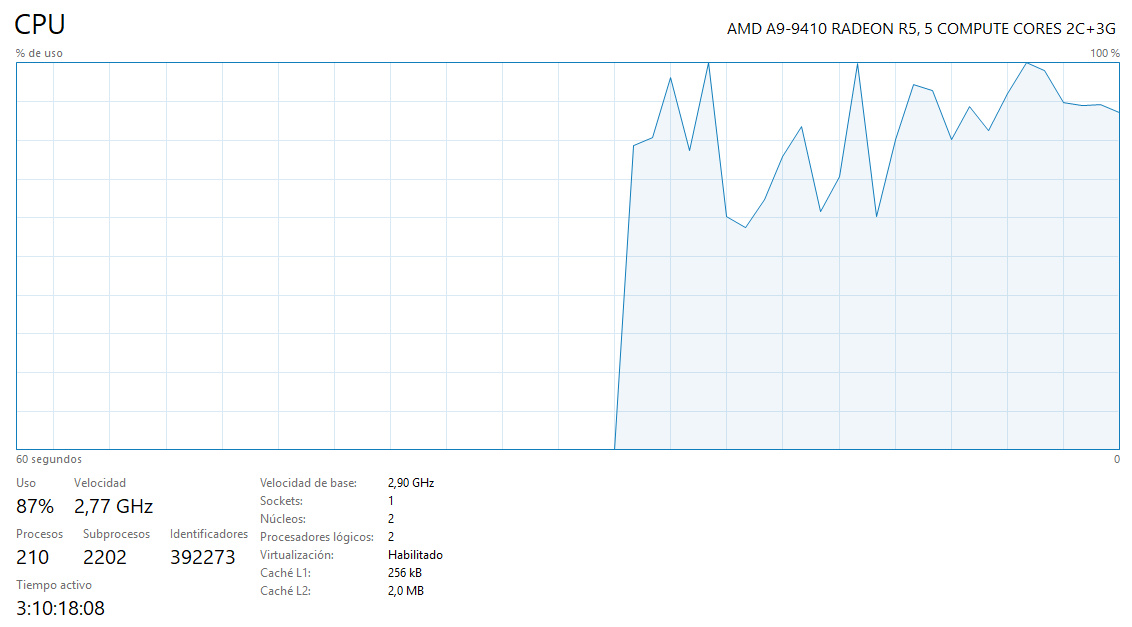 CPU
AMD A9-9410 RADEON R5, 5 COMPUTE CORES 2C+3G
% de uso
100 %
60 segundos
0
Uso
Velocidad
87%
2,77 GHz
Procesos
Subprocesos
Identificadores
210
2202
392273
Tiempo activo
3:10:18:08
Velocidad de base: 2,90 GHz
Sockets: 1
Núcleos: 2
Procesadores lógicos: 2
Virtualización: Habilitado
Caché L1: 256 kB
Caché L2: 2,0 MB